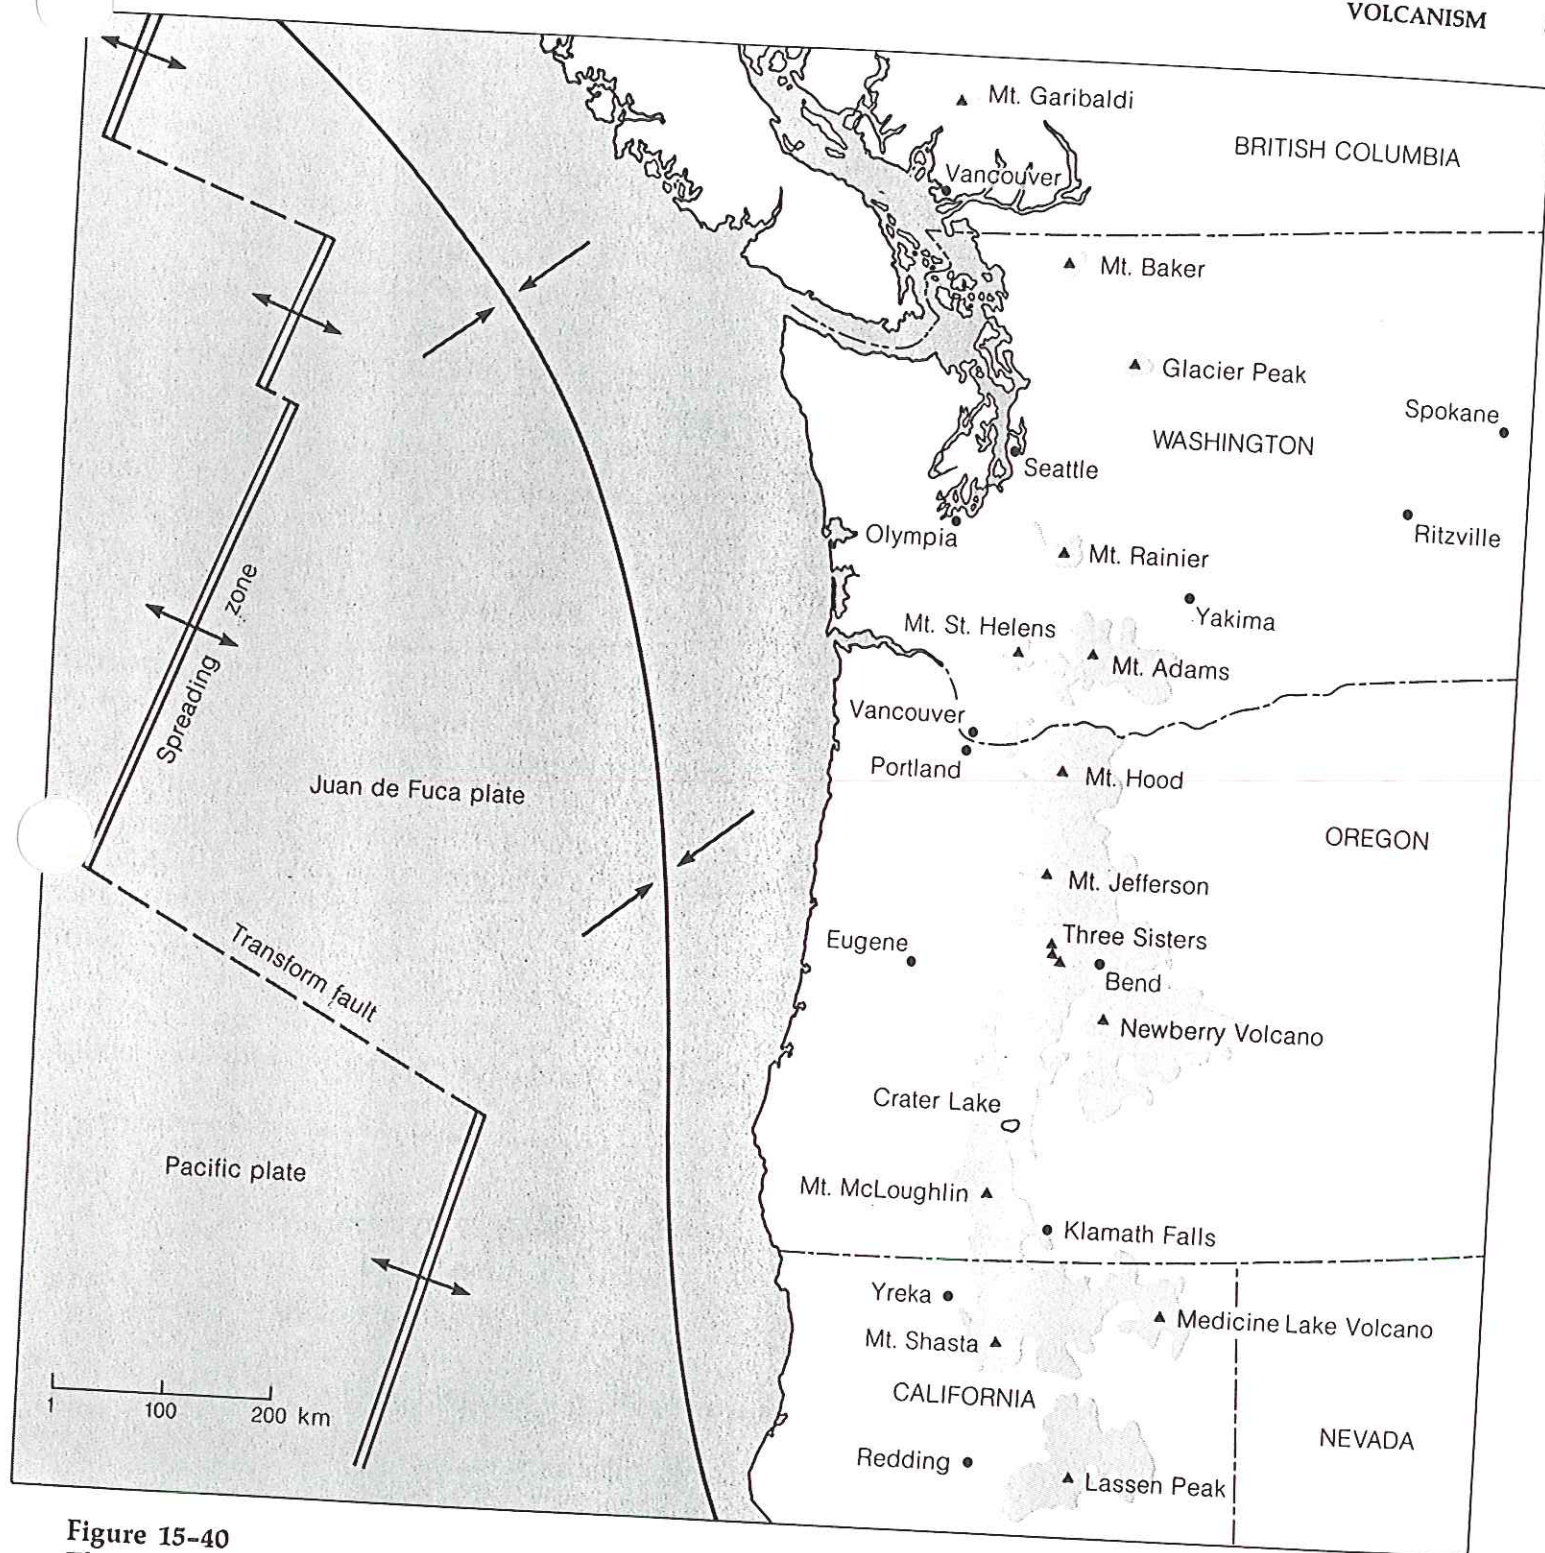 VOLCANISM
Mt. Garibaldi
BRITISH COLUMBIA
Vancouver
Mt. Baker
Glacier Peak
Spokane
WASHINGTON
Seattle
Olympia
Ritzville
Mt. Rainier
Yakima
Mt. St. Helens
Mt. Adams
Spreading zone
Vancouver
Portland
Mt. Hood
Juan de Fuca plate
OREGON
Mt. Jefferson
Transform fault
Eugene
Three Sisters
Bend
Newberry Volcano
Crater Lake
Pacific plate
Mt. McLoughlin
Klamath Falls
Yreka
Medicine Lake Volcano
Mt. Shasta
CALIFORNIA
1 100 200 km
NEVADA
Redding
Lassen Peak
Figure 15-40